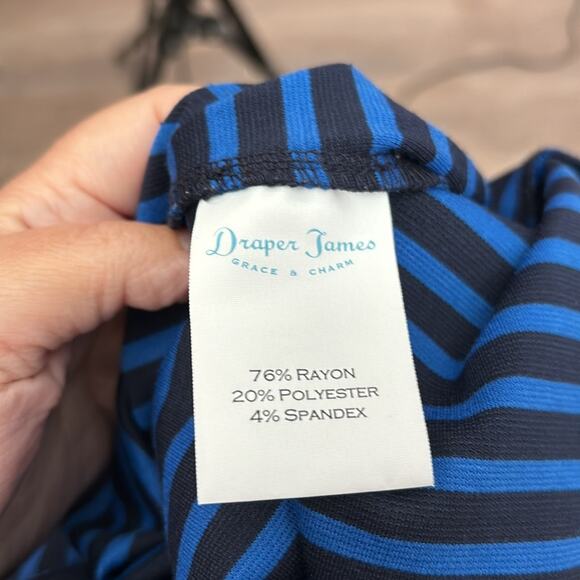 Draper James
GRACE & CHARM
76% RAYON
20% POLYESTER
4% SPANDEX